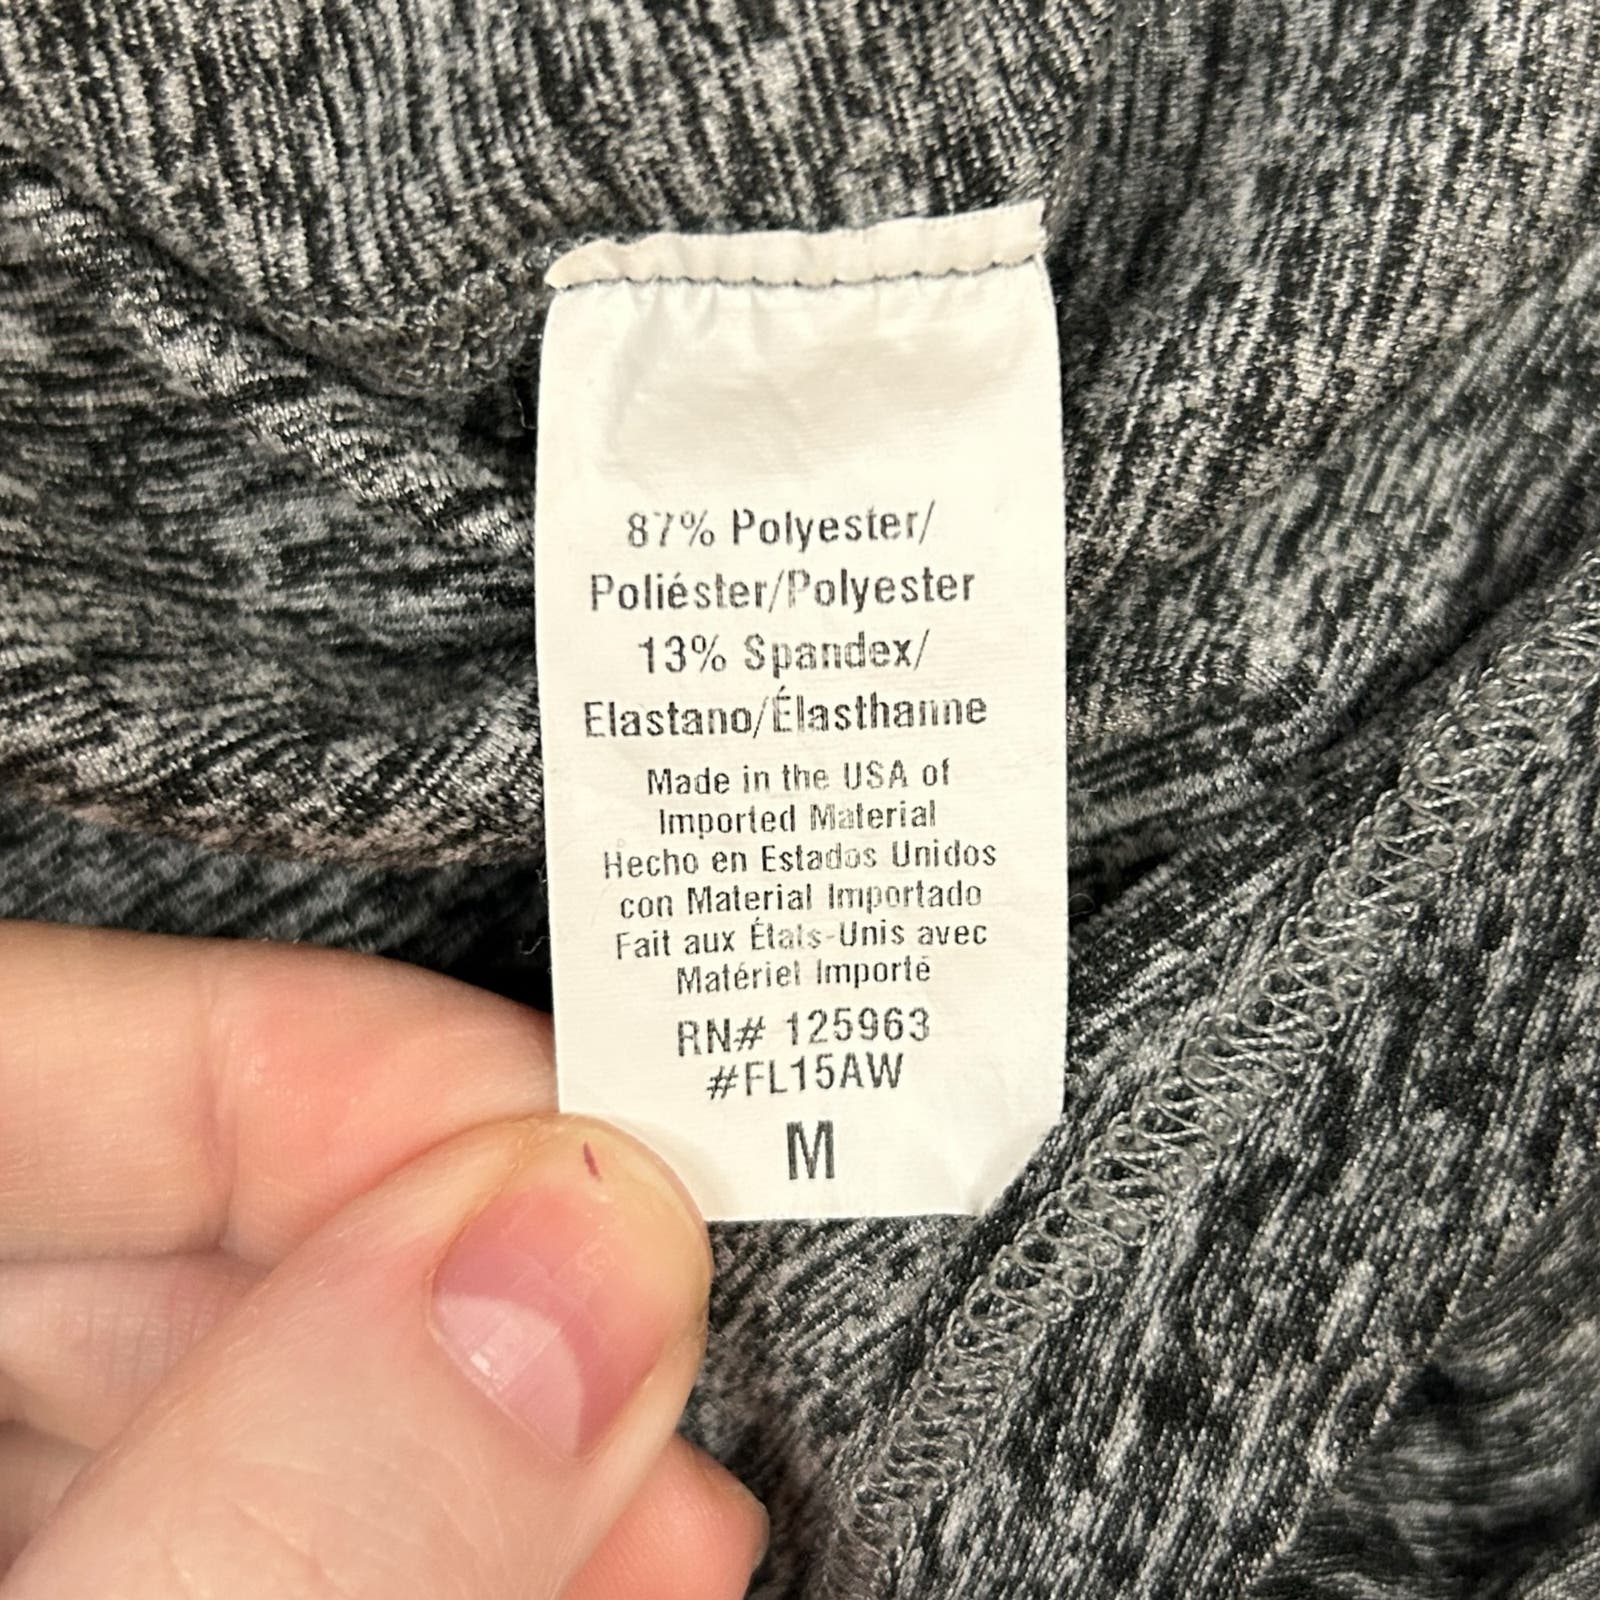 87% Polyester/
Poliéster/Polyester
13% Spandex/
Elastano/Élasthanne
Made in the USA of
Imported Material
Hecho en Estados Unidos
con Material Importado
Fait aux États-Unis avec
Matériel Importé
RN# 125963
#FL15AW
M